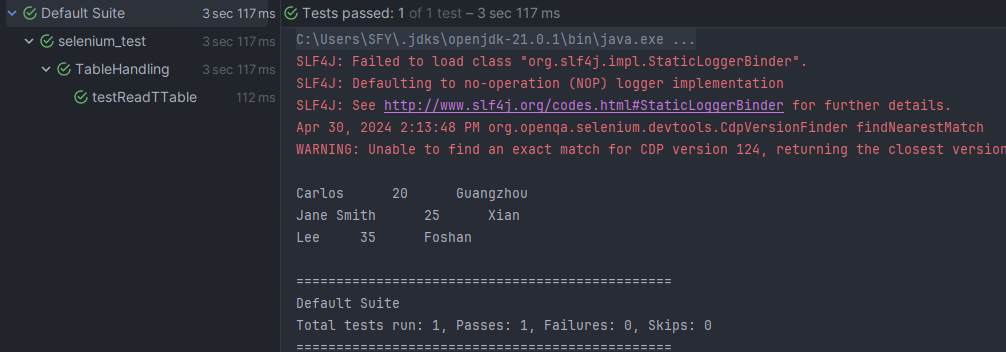 Default Suite 3 sec 117 ms
selenium_test 3 sec 117 ms
TableHandling 3 sec 117 ms
testReadTTable 112 ms
Tests passed: 1 of 1 test – 3 sec 117 ms
C:\Users\SFY\.jdks\openjdk-21.0.1\bin\java.exe ...
SLF4J: Failed to load class "org.slf4j.impl.StaticLoggerBinder".
SLF4J: Defaulting to no-operation (NOP) logger implementation
SLF4J: See http://www.slf4j.org/codes.html#StaticLoggerBinder for further details.
Apr 30, 2024 2:13:48 PM org.openqa.selenium.devtools.CdpVersionFinder findNearestMatch
WARNING: Unable to find an exact match for CDP version 124, returning the closest version
Carlos 20 Guangzhou
Jane Smith 25 Xian
Lee 35 Foshan
===============================================
Default Suite
Total tests run: 1, Passes: 1, Failures: 0, Skips: 0
===============================================